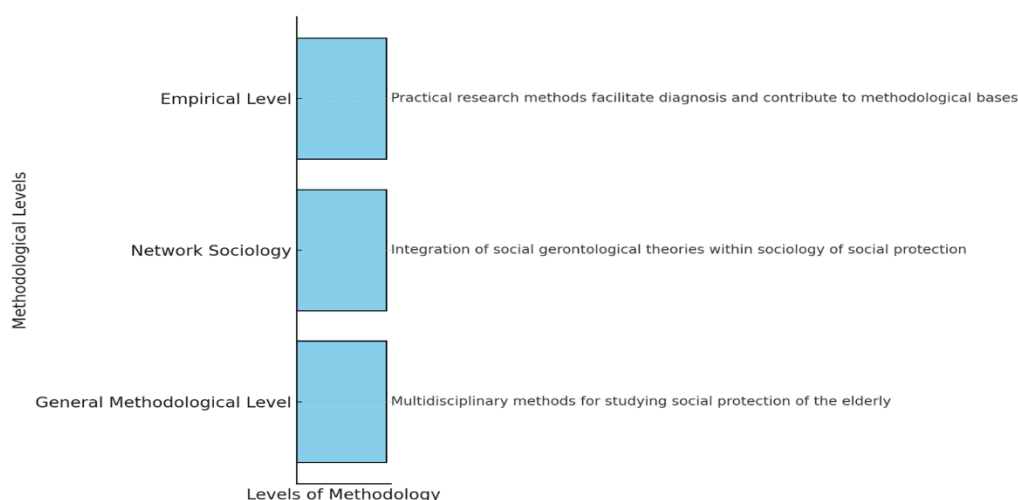 Empirical Level
Practical research methods facilitate diagnosis and contribute to methodological bases
Methodological Levels
Network Sociology
Integration of social gerontological theories within sociology of social protection
General Methodological Level
Multidisciplinary methods for studying social protection of the elderly
Levels of Methodology